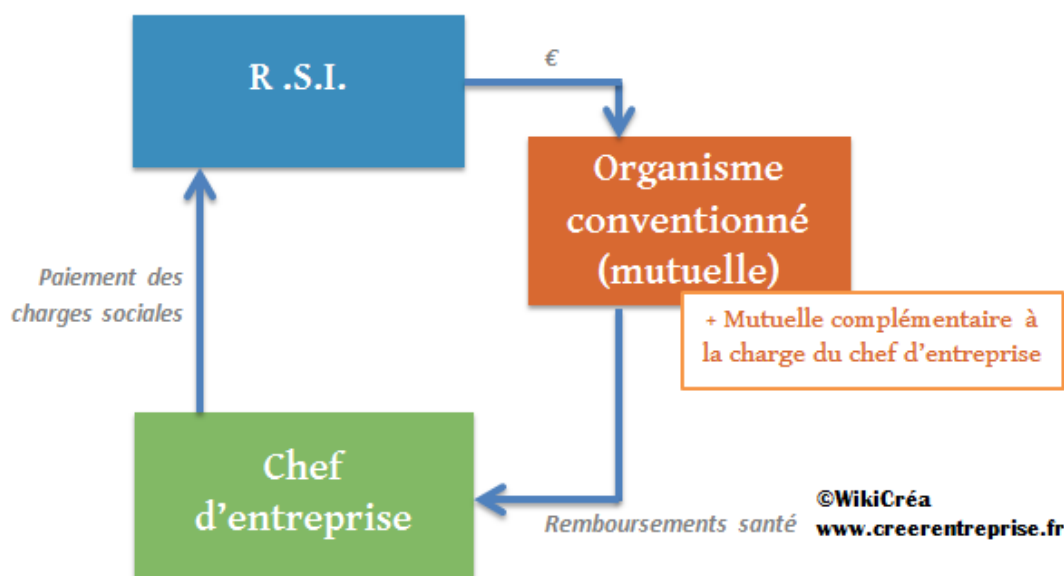 R .S.I.
€
Organisme
conventionné
(mutuelle)
+ Mutuelle complémentaire à
la charge du chef d'entreprise
Paiement des
charges sociales
Chef
d'entreprise
Remboursements santé
©WikiCréa
www.creerentreprise.fr